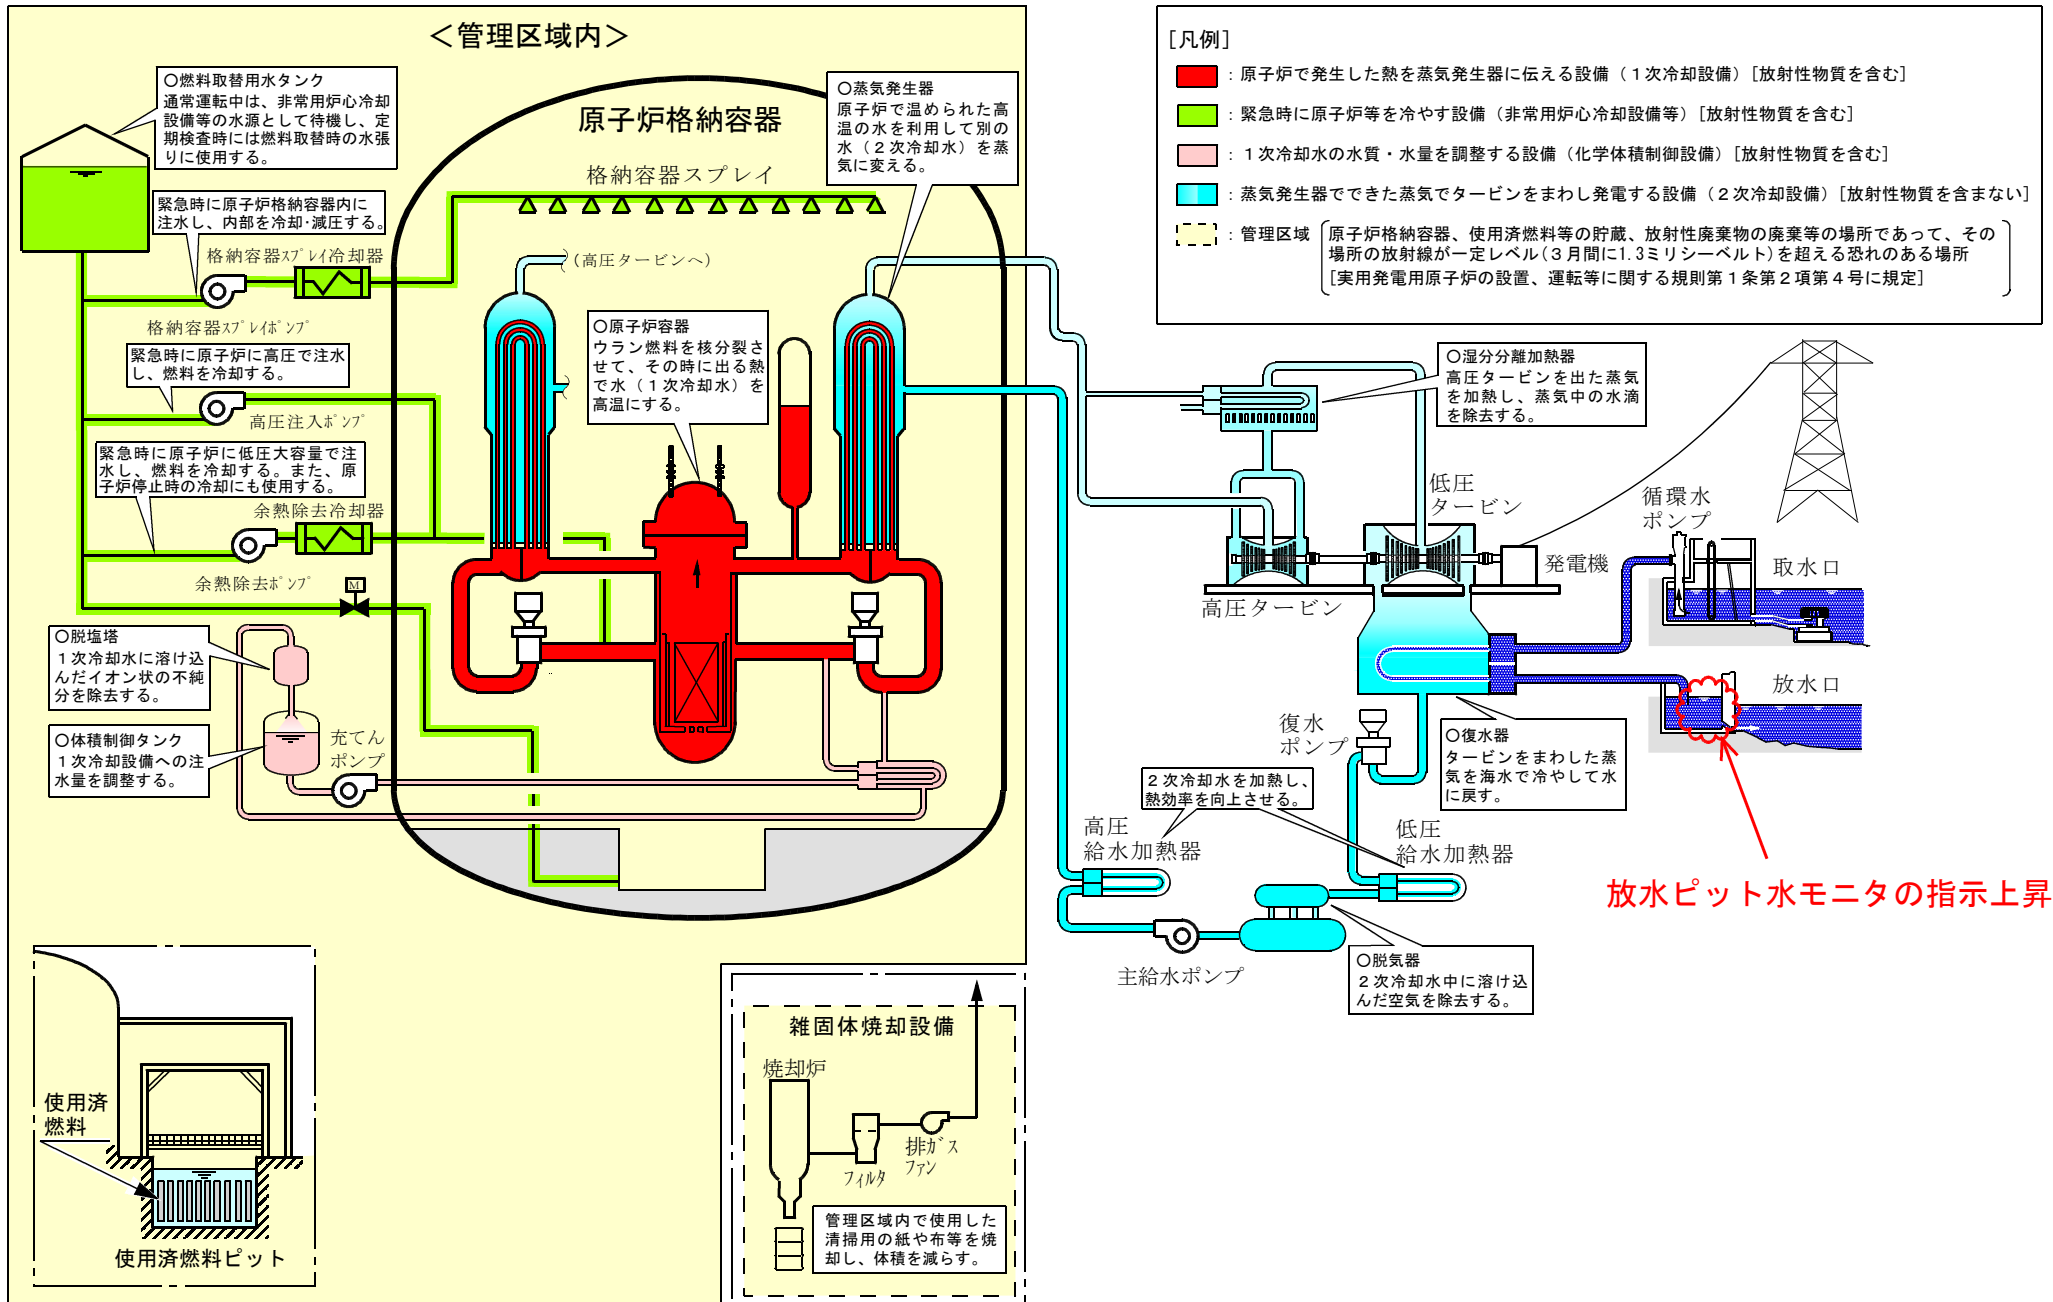 ＜管理区域内＞
○燃料取替用水タンク
通常運転中は、非常用炉心冷却
設備等の水源として待機し、定
期検査時には燃料取替時の水張
りに使用する。
緊急時に原子炉格納容器内に
注水し、内部を冷却･減圧する。
格納容器ｽﾌﾟﾚｲ冷却器
格納容器ｽﾌﾟﾚｲﾎﾟﾝﾌﾟ
緊急時に原子炉に高圧で注水
し、燃料を冷却する。
高圧注入ﾎﾟﾝﾌﾟ
緊急時に原子炉に低圧大容量で注
水し、燃料を冷却する。また、原
子炉停止時の冷却にも使用する。
余熱除去冷却器
余熱除去ﾎﾟﾝﾌﾟ
M
○脱塩塔
１次冷却水に溶け込
んだイオン状の不純
分を除去する。
○体積制御タンク
１次冷却設備への注
水量を調整する。
充てん
ポンプ
原子炉格納容器
格納容器スプレイ
(高圧タービンへ)
○蒸気発生器
原子炉で温められた高
温の水を利用して別の
水（２次冷却水）を蒸
気に変える。
○原子炉容器
ウラン燃料を核分裂さ
せて、その時に出る熱
で水（１次冷却水）を
高温にする。
[凡例]
：原子炉で発生した熱を蒸気発生器に伝える設備（１次冷却設備）[放射性物質を含む]
：緊急時に原子炉等を冷やす設備（非常用炉心冷却設備等）[放射性物質を含む]
：１次冷却水の水質・水量を調整する設備（化学体積制御設備）[放射性物質を含む]
：蒸気発生器でできた蒸気でタービンをまわし発電する設備（２次冷却設備）[放射性物質を含まない]
：管理区域
原子炉格納容器、使用済燃料等の貯蔵、放射性廃棄物の廃棄等の場所であって、その
場所の放射線が一定レベル(３月間に1.3ミリシーベルト)を超える恐れのある場所
[実用発電用原子炉の設置、運転等に関する規則第１条第２項第４号に規定]
○湿分分離加熱器
高圧タービンを出た蒸気
を加熱し、蒸気中の水滴
を除去する。
低圧
タービン
高圧タービン
発電機
循環水
ポンプ
取水口
放水口
復水
ポンプ
○復水器
タービンをまわした蒸
気を海水で冷やして水
に戻す。
２次冷却水を加熱し、
熱効率を向上させる。
高圧
給水加熱器
低圧
給水加熱器
主給水ポンプ
○脱気器
２次冷却水中に溶け込
んだ空気を除去する。
放水ピット水モニタの指示上昇
使用済
燃料
使用済燃料ピット
雑固体焼却設備
焼却炉
フィルタ
排ｶﾞｽ
ﾌｧﾝ
管理区域内で使用した
清掃用の紙や布等を焼
却し、体積を減らす。